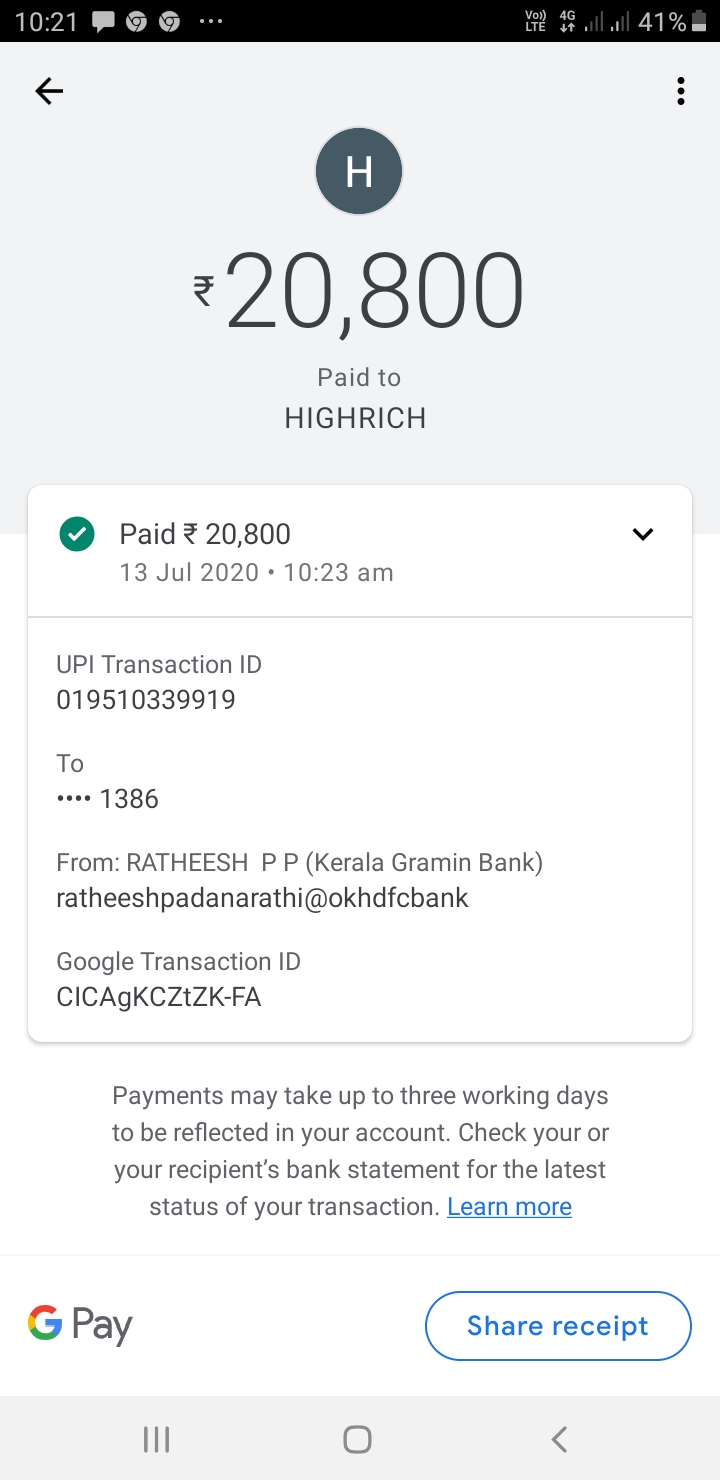 10:21 ... Vo)) LTE 4G 41%
H
₹20,800
Paid to
HIGHRICH
Paid ₹ 20,800
13 Jul 2020 • 10:23 am
UPI Transaction ID
019510339919
To
•••• 1386
From: RATHEESH  P P (Kerala Gramin Bank)
ratheeshpadanarathi@okhdfcbank
Google Transaction ID
CICAgKCZtZK-FA
Payments may take up to three working days
to be reflected in your account. Check your or
your recipient's bank statement for the latest
status of your transaction. Learn more
G Pay
Share receipt